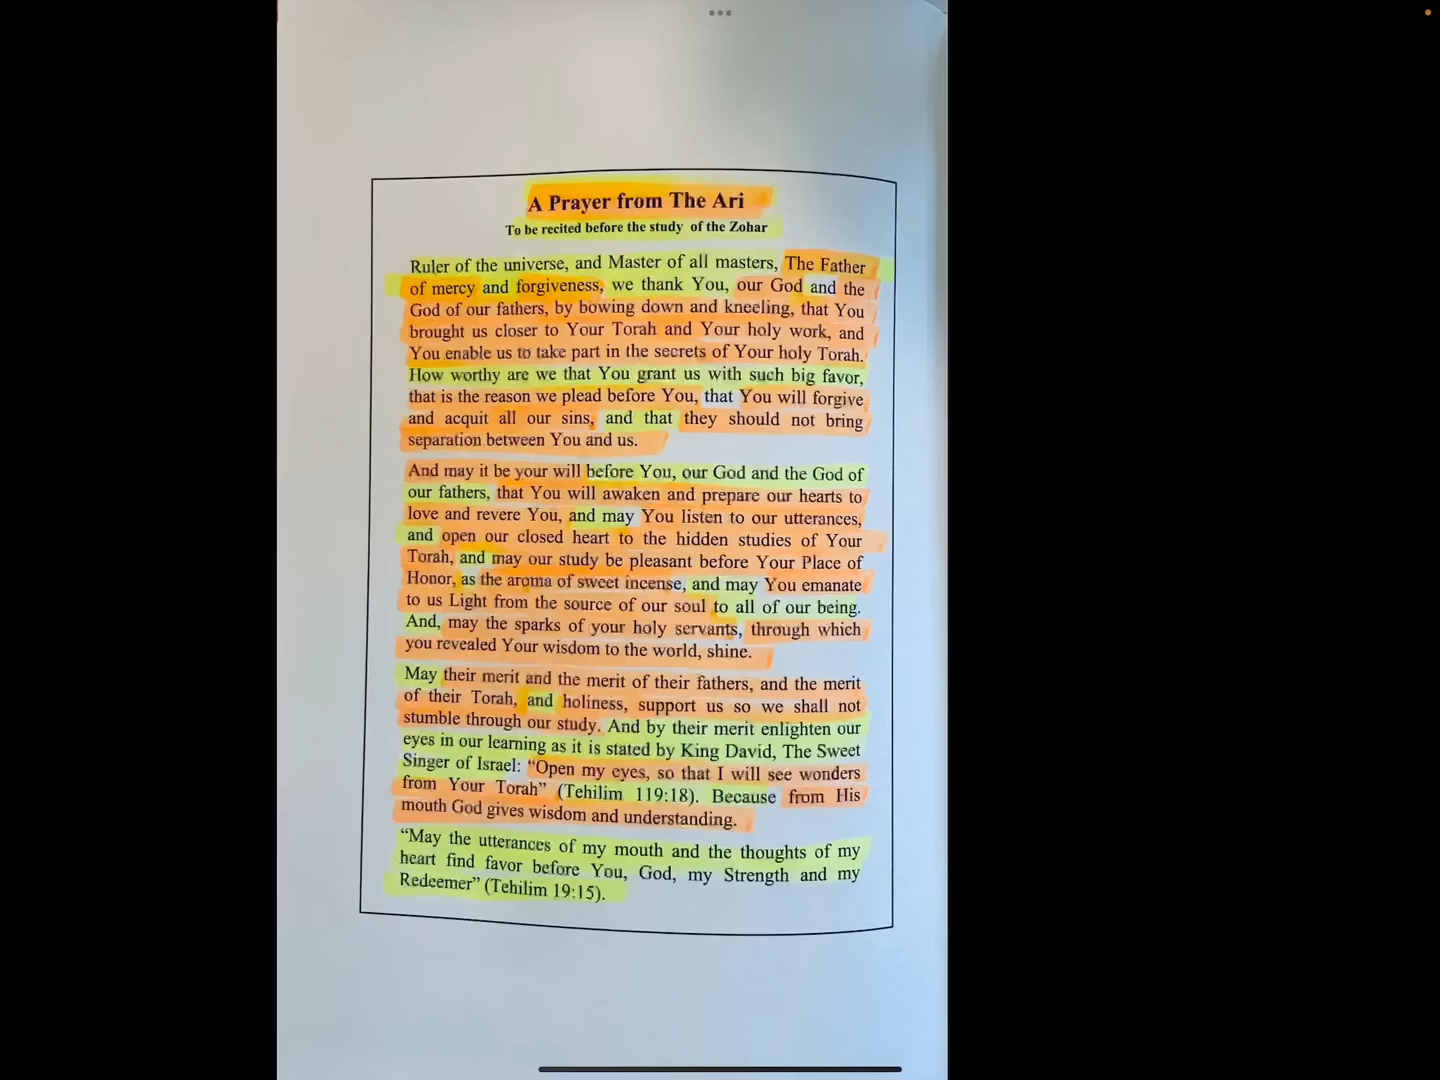 A Prayer from The Ari
To be recited before the study of the Zohar
Ruler of the universe, and Master of all masters, The Father
of mercy and forgiveness, we thank You, our God and the
God of our fathers, by bowing down and kneeling, that You
brought us closer to Your Torah and Your holy work, and
You enable us to take part in the secrets of Your holy Torah.
How worthy are we that You grant us with such big favor,
that is the reason we plead before You, that You will forgive
and acquit all our sins, and that they should not bring
separation between You and us.
And may it be your will before You, our God and the God of
our fathers, that You will awaken and prepare our hearts to
love and revere You, and may You listen to our utterances,
and open our closed heart to the hidden studies of Your
Torah, and may our study be pleasant before Your Place of
Honor, as the aroma of sweet incense, and may You emanate
to us Light from the source of our soul to all of our being.
And, may the sparks of your holy servants, through which
you revealed Your wisdom to the world, shine.
May their merit and the merit of their fathers, and the merit
of their Torah, and holiness, support us so we shall not
stumble through our study. And by their merit enlighten our
eyes in our learning as it is stated by King David, The Sweet
Singer of Israel: “Open my eyes, so that I will see wonders
from Your Torah” (Tehilim 119:18). Because from His
mouth God gives wisdom and understanding.
“May the utterances of my mouth and the thoughts of my
heart find favor before You, God, my Strength and my
Redeemer” (Tehilim 19:15).